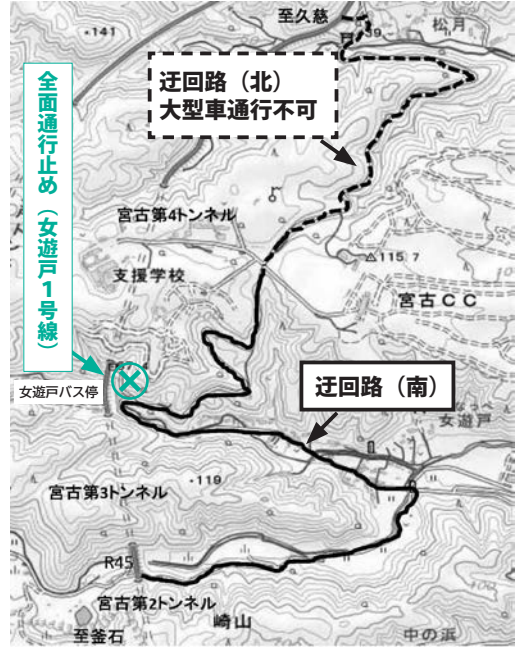 至久慈
松月
39
・141
迂回路（北）
大型車通行不可
全面通行止め（女遊戸１号線）
宮古第4トンネル
支援学校
△115 7
宮古ＣＣ
女遊戸バス停
迂回路（南）
女遊戸
・119
宮古第3トンネル
R45
宮古第2トンネル
崎山
至釜石
中の浜